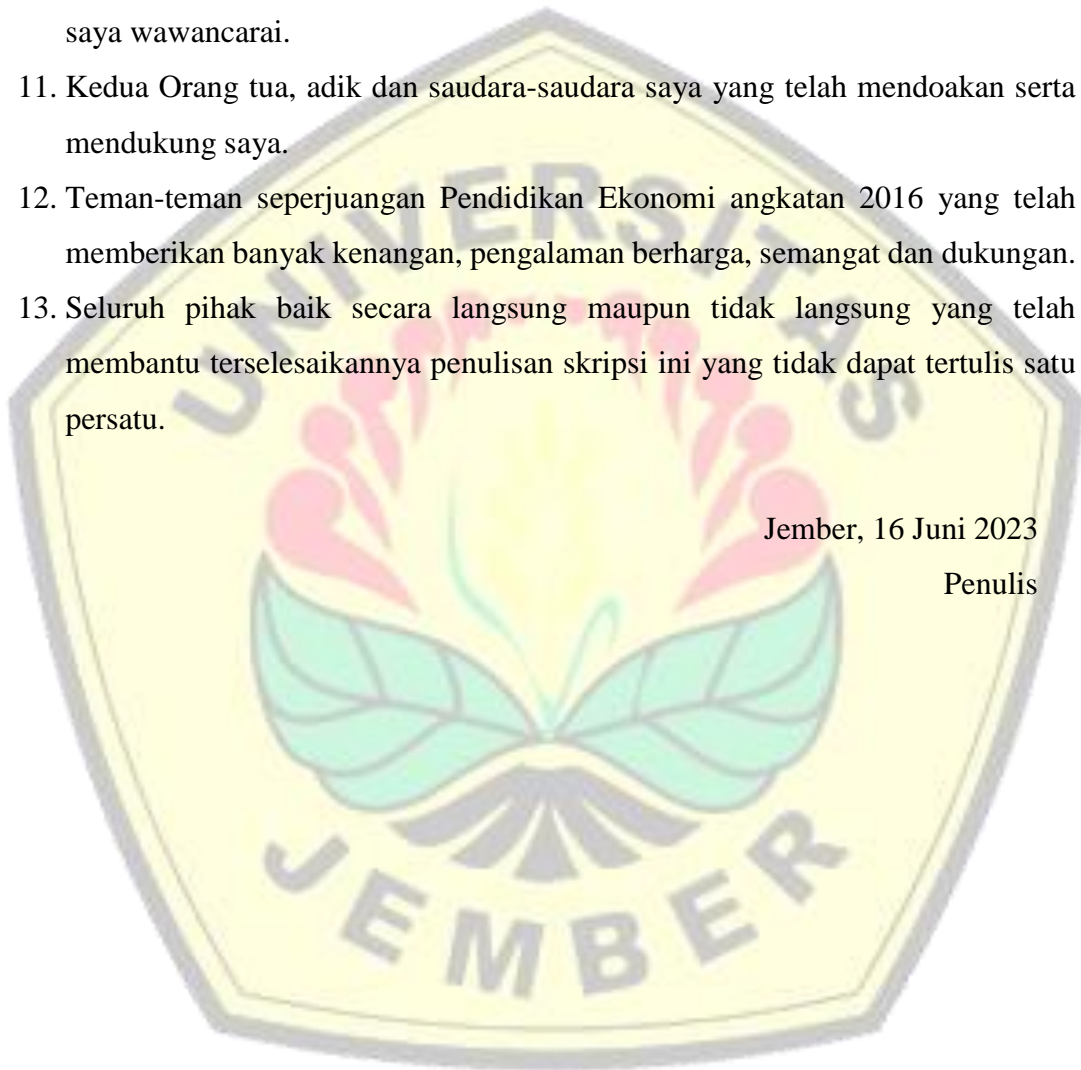 saya wawancarai.
11. Kedua Orang tua, adik dan saudara-saudara saya yang telah mendoakan serta
mendukung saya.
12. Teman-teman seperjuangan Pendidikan Ekonomi angkatan 2016 yang telah
memberikan banyak kenangan, pengalaman berharga, semangat dan dukungan.
13. Seluruh pihak baik secara langsung maupun tidak langsung yang telah
membantu terselesaikannya penulisan skripsi ini yang tidak dapat tertulis satu
persatu.
Jember, 16 Juni 2023
Penulis
UNIVERSITAS
JEMBER